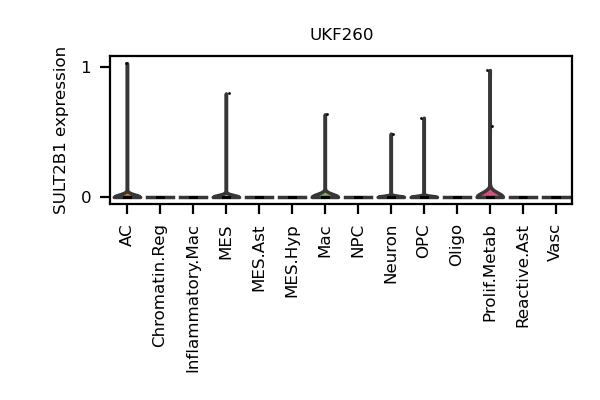 UKF260
SULT2B1 expression
1
0
AC
Chromatin.Reg
Inflammatory.Mac
MES
MES.Ast
MES.Hyp
Mac
NPC
Neuron
OPC
Oligo
Prolif.Metab
Reactive.Ast
Vasc